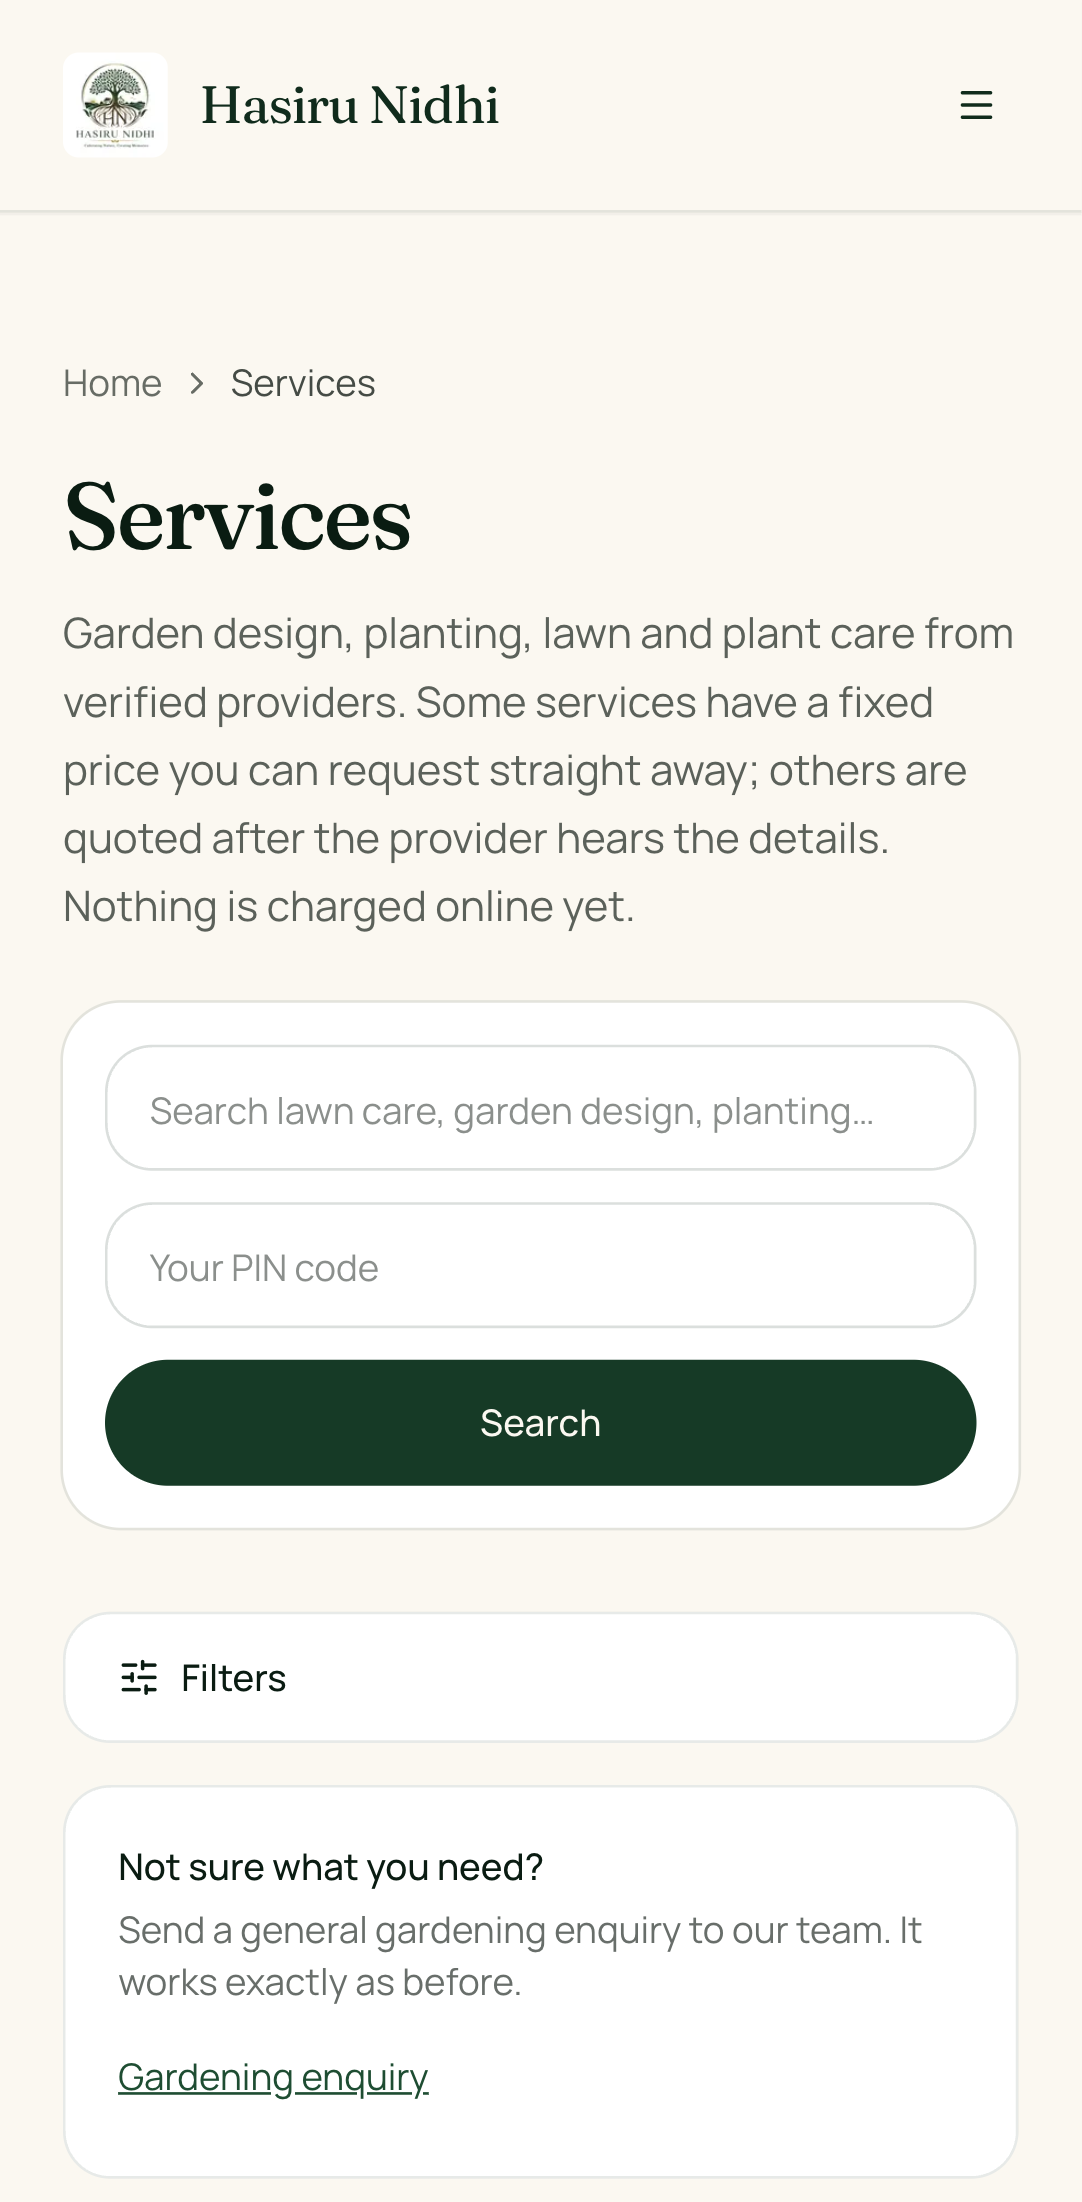 HASIRU NIDHI
Hasiru Nidhi
Home > Services
Services
Garden design, planting, lawn and plant care from
verified providers. Some services have a fixed
price you can request straight away; others are
quoted after the provider hears the details.
Nothing is charged online yet.
Search lawn care, garden design, planting...
Your PIN code
Search
Filters
Not sure what you need?
Send a general gardening enquiry to our team. It
works exactly as before.
Gardening enquiry